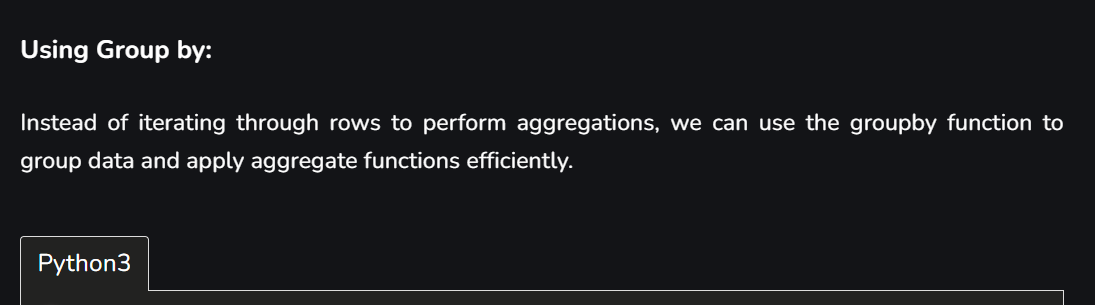 Using Group by:
Instead of iterating through rows to perform aggregations, we can use the groupby function to
group data and apply aggregate functions efficiently.
Python3